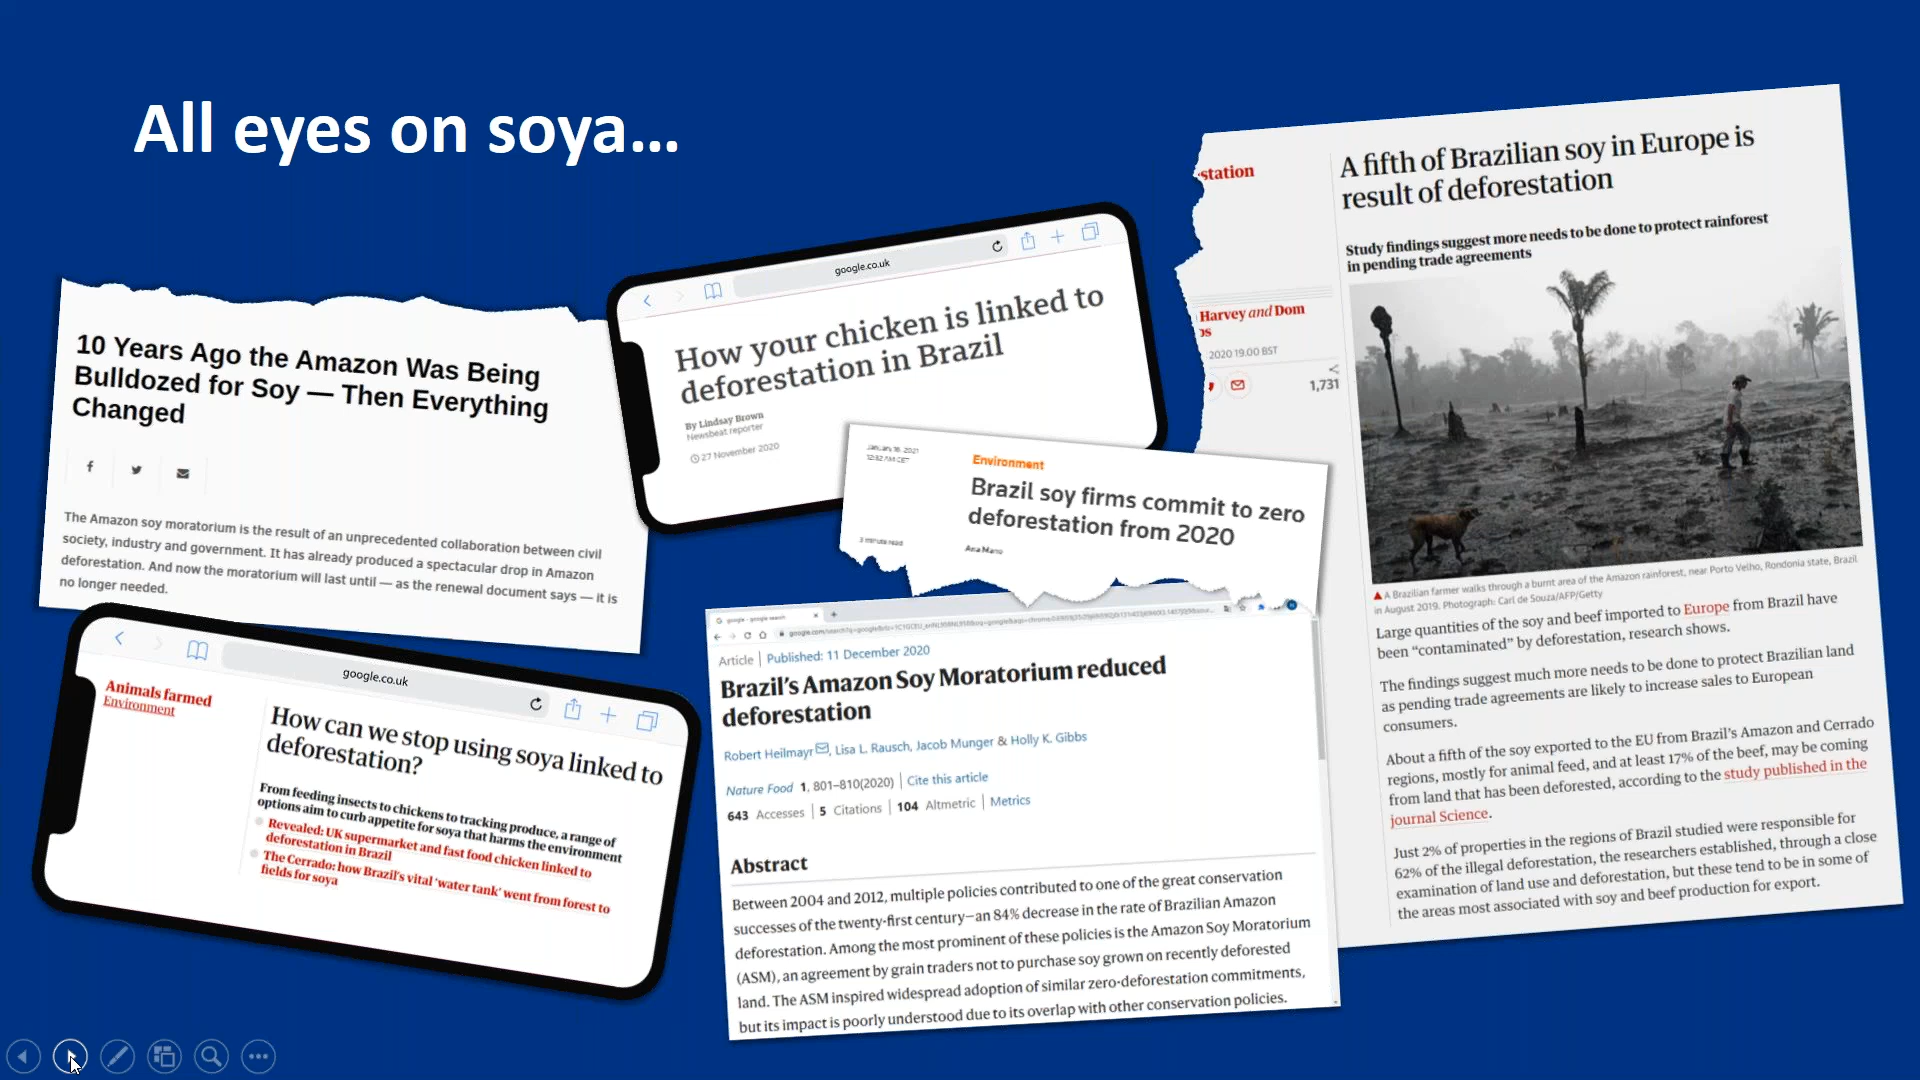 All eyes on soya...
10 Years Ago the Amazon Was Being
Bulldozed for Soy — Then Everything
Changed
The Amazon soy moratorium is the result of an unprecedented collaboration between civil
society, industry and government. It has already produced a spectacular drop in Amazon
deforestation. And now the moratorium will last until — as the renewal document says — it is
no longer needed.
google.co.uk
How your chicken is linked to
deforestation in Brazil
By Lindsay Brown
Newsbeat reporter
27 November 2020
12:32 AM CET
Environment
Brazil soy firms commit to zero
deforestation from 2020
3 minute read
Ana Mano
station
Harvey and Dom
os
2020 19.00 BST
1,731
A fifth of Brazilian soy in Europe is
result of deforestation
Study findings suggest more needs to be done to protect rainforest
in pending trade agreements
A Brazilian farmer walks through a burnt area of the Amazon rainforest, near Porto Velho, Rondonia state, Brazil
in August 2019. Photograph: Carl de Souza/AFP/Getty
Large quantities of the soy and beef imported to Europe from Brazil have
been “contaminated” by deforestation, research shows.
The findings suggest much more needs to be done to protect Brazilian land
as pending trade agreements are likely to increase sales to European
consumers.
About a fifth of the soy exported to the EU from Brazil’s Amazon and Cerrado
regions, mostly for animal feed, and at least 17% of the beef, may be coming
from land that has been deforested, according to the study published in the
journal Science.
Just 2% of properties in the regions of Brazil studied were responsible for
62% of the illegal deforestation, the researchers established, through a close
examination of land use and deforestation, but these tend to be in some of
the areas most associated with soy and beef production for export.
google.co.uk
Animals farmed
Environment
How can we stop using soya linked to
deforestation?
From feeding insects to chickens to tracking produce, a range of
options aim to curb appetite for soya that harms the environment
Revealed: UK supermarket and fast food chicken linked to
deforestation in Brazil
The Cerrado: how Brazil’s vital ‘water tank’ went from forest to
fields for soya
google - google search
Article | Published: 11 December 2020
Brazil’s Amazon Soy Moratorium reduced
deforestation
Robert Heilmayr, Lisa L. Rausch, Jacob Munger & Holly K. Gibbs
Nature Food 1, 801–810(2020) | Cite this article
643 Accesses | 5 Citations | 104 Altmetric | Metrics
Abstract
Between 2004 and 2012, multiple policies contributed to one of the great conservation
successes of the twenty-first century—an 84% decrease in the rate of Brazilian Amazon
deforestation. Among the most prominent of these policies is the Amazon Soy Moratorium
(ASM), an agreement by grain traders not to purchase soy grown on recently deforested
land. The ASM inspired widespread adoption of similar zero-deforestation commitments,
but its impact is poorly understood due to its overlap with other conservation policies.